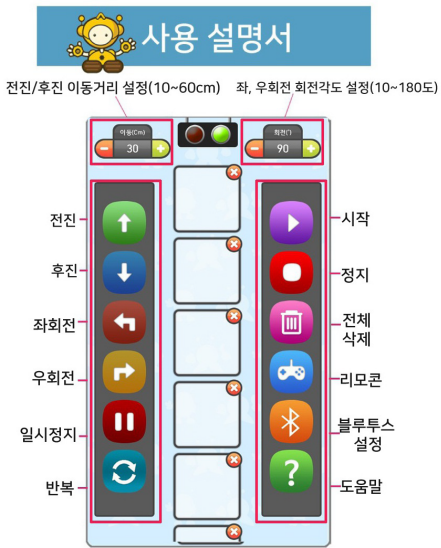 사용 설명서
전진/후진 이동거리 설정(10~60cm)
좌, 우회전 회전각도 설정(10~180도)
이동(Cm)
30
회전(°)
90
전진
후진
좌회전
우회전
일시정지
반복
시작
정지
전체
삭제
리모콘
블루투스
설정
도움말